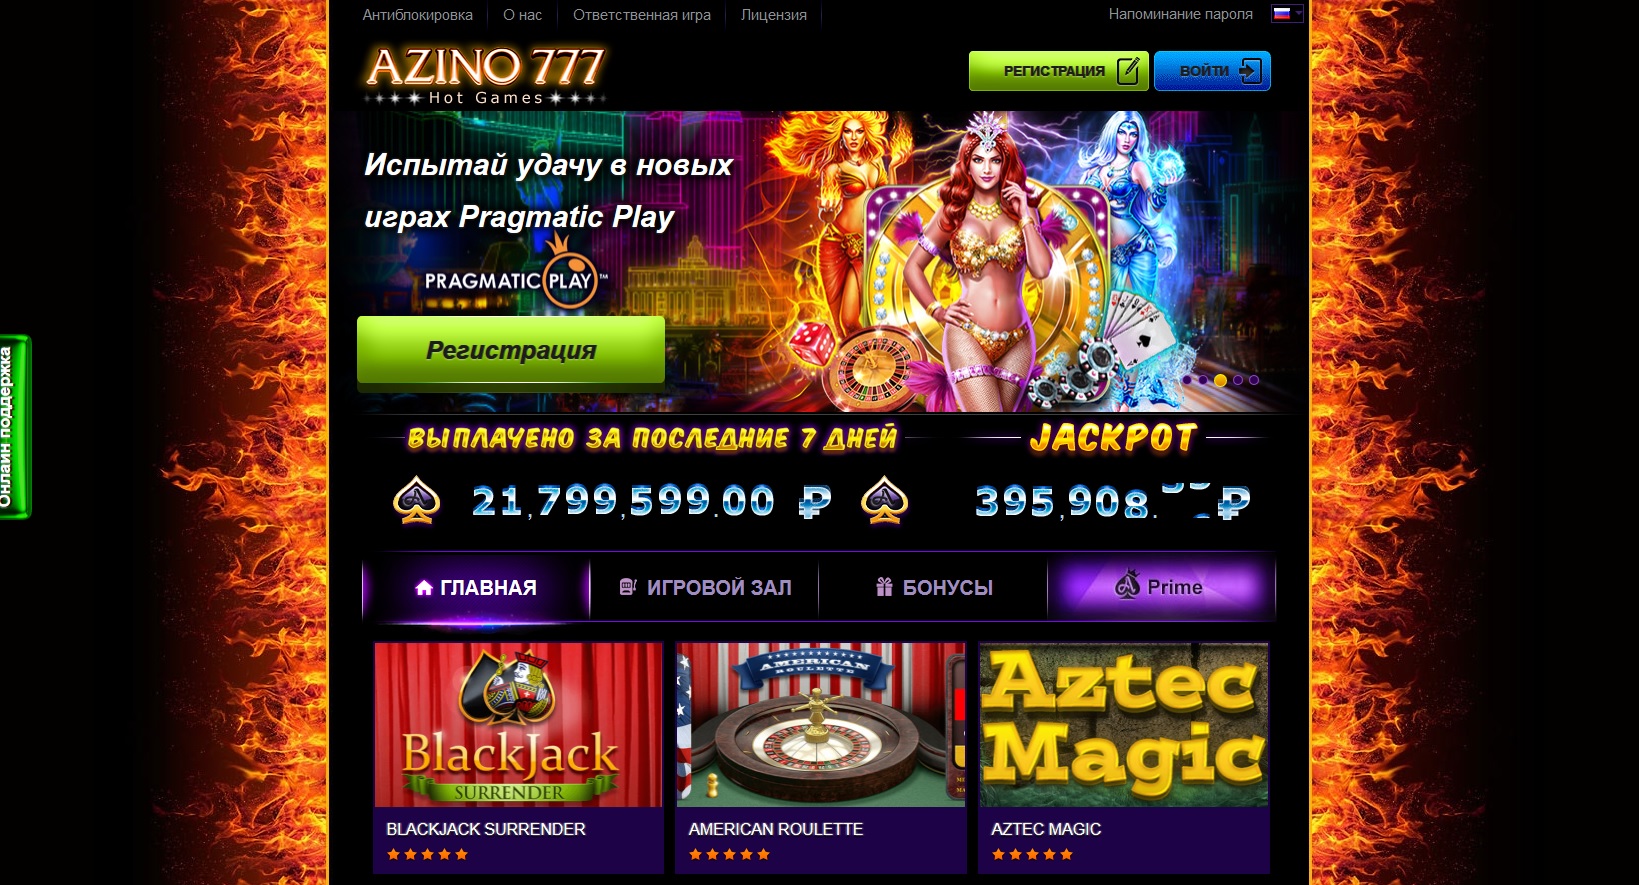 Антиблокировка О нас Ответственная игра Лицензия Напоминание пароля
AZINO 777
Hot Games
РЕГИСТРАЦИЯ ВОЙТИ
Испытай удачу в новых
играх Pragmatic Play
PRAGMATIC PLAY™
Регистрация
Онлайн поддержка
ВЫПЛАЧЕНО ЗА ПОСЛЕДНИЕ 7 ДНЕЙ JACKPOT
21,799,599.00 ₽ 395,908. ₽
ГЛАВНАЯ ИГРОВОЙ ЗАЛ БОНУСЫ Prime
BLACKJACK
SURRENDER
AMERICAN
ROULETTE
Aztec
Magic
BLACKJACK SURRENDER AMERICAN ROULETTE AZTEC MAGIC